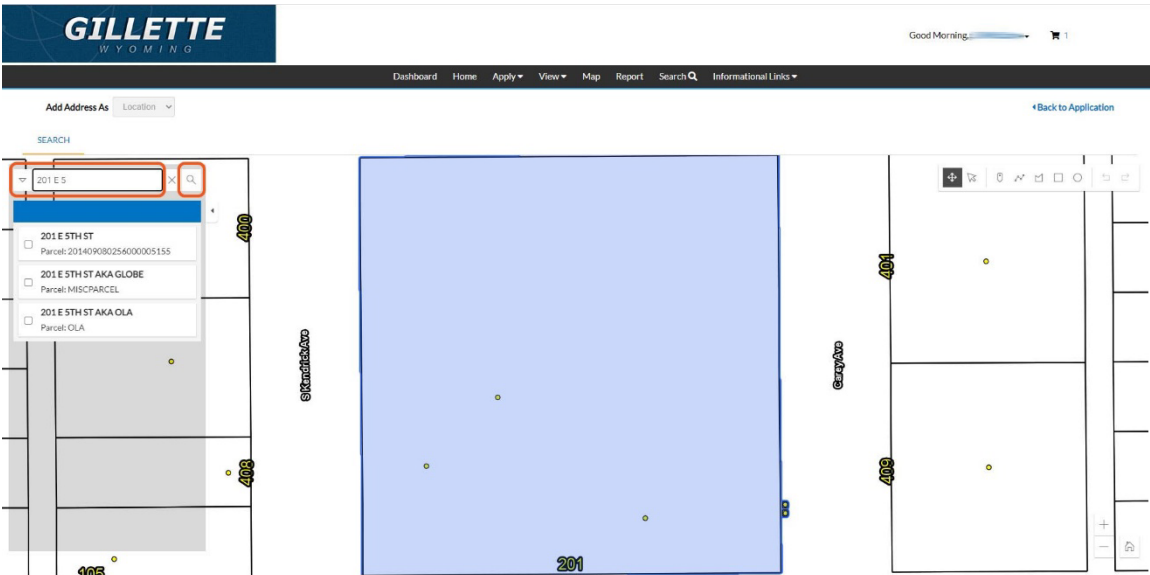 GILLETTE
WYOMING
Good Morning,
1
Dashboard Home Apply View Map Report Search Informational Links
Add Address As Location
Back to Application
SEARCH
201 E 5
201 E 5TH ST
Parcel: 201409080256000005155
201 E 5TH ST AKA GLOBE
Parcel: MISCPARCEL
201 E 5TH ST AKA OLA
Parcel: OLA
400
401
S Kendrick Ave
Carey Ave
408
409
201
105